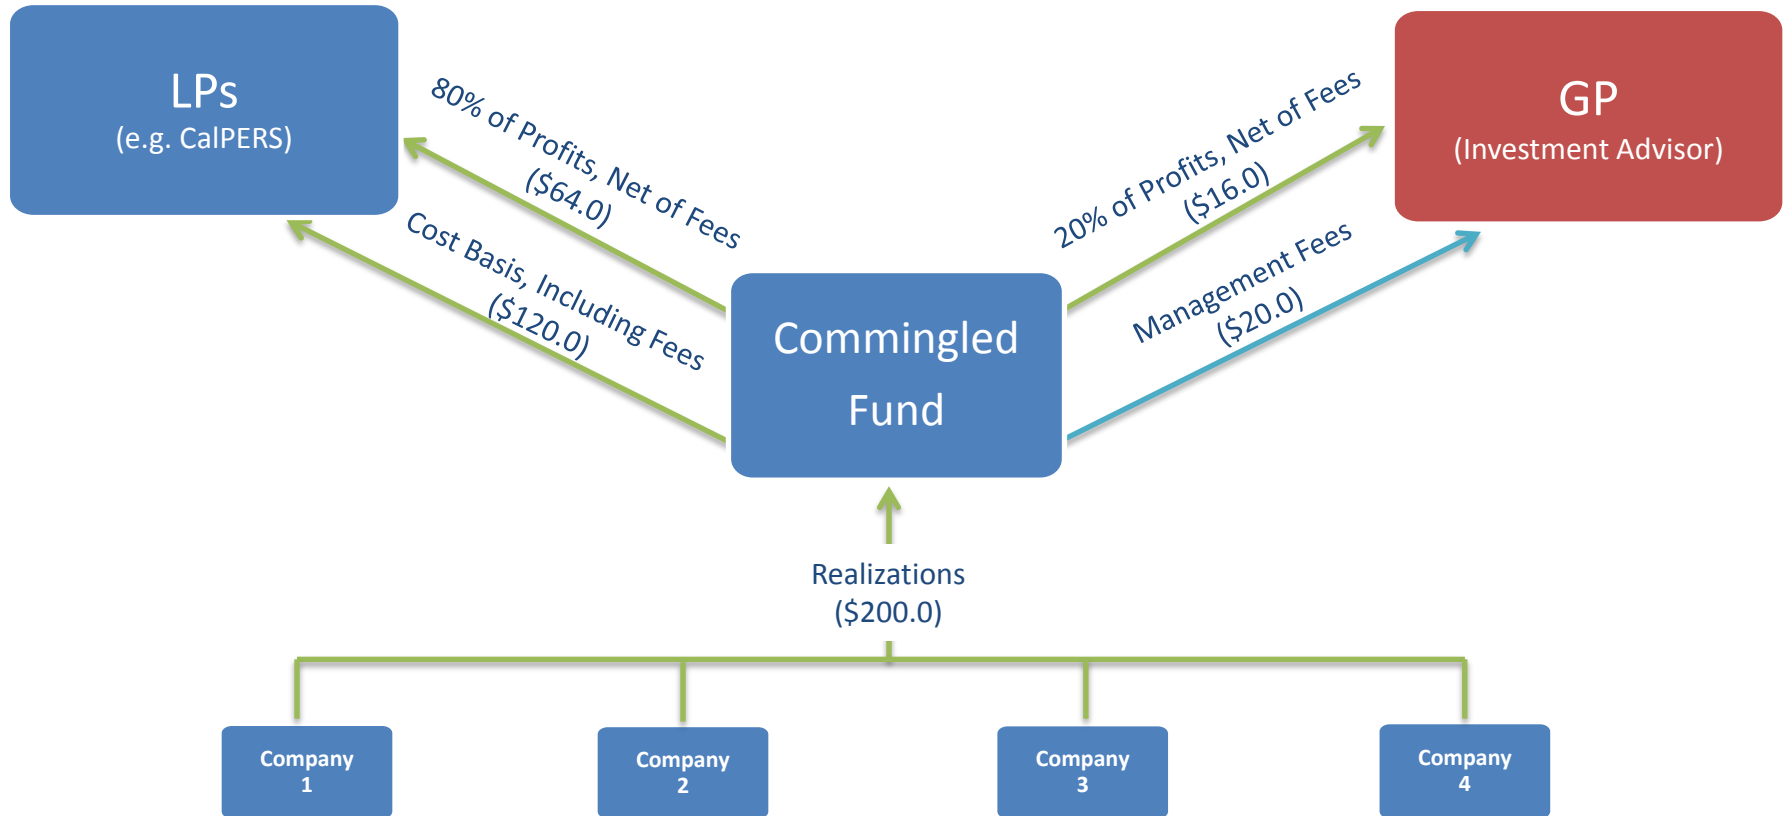 LPs
(e.g. CalPERS)
80% of Profits, Net of Fees
($64.0)
Cost Basis, Including Fees
($120.0)
GP
(Investment Advisor)
20% of Profits, Net of Fees
($16.0)
Management Fees
($20.0)
Commingled
Fund
Realizations
($200.0)
Company
1
Company
2
Company
3
Company
4